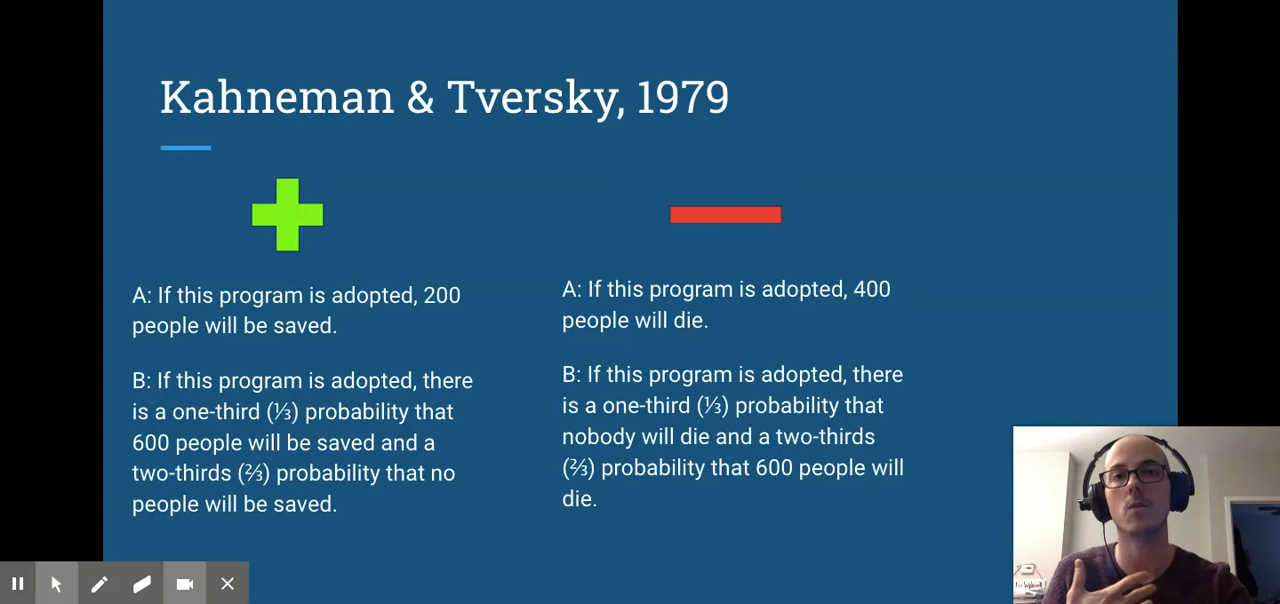 Kahneman & Tversky, 1979
A: If this program is adopted, 200
people will be saved.
B: If this program is adopted, there
is a one-third (⅓) probability that
600 people will be saved and a
two-thirds (⅔) probability that no
people will be saved.
A: If this program is adopted, 400
people will die.
B: If this program is adopted, there
is a one-third (⅓) probability that
nobody will die and a two-thirds
(⅔) probability that 600 people will
die.